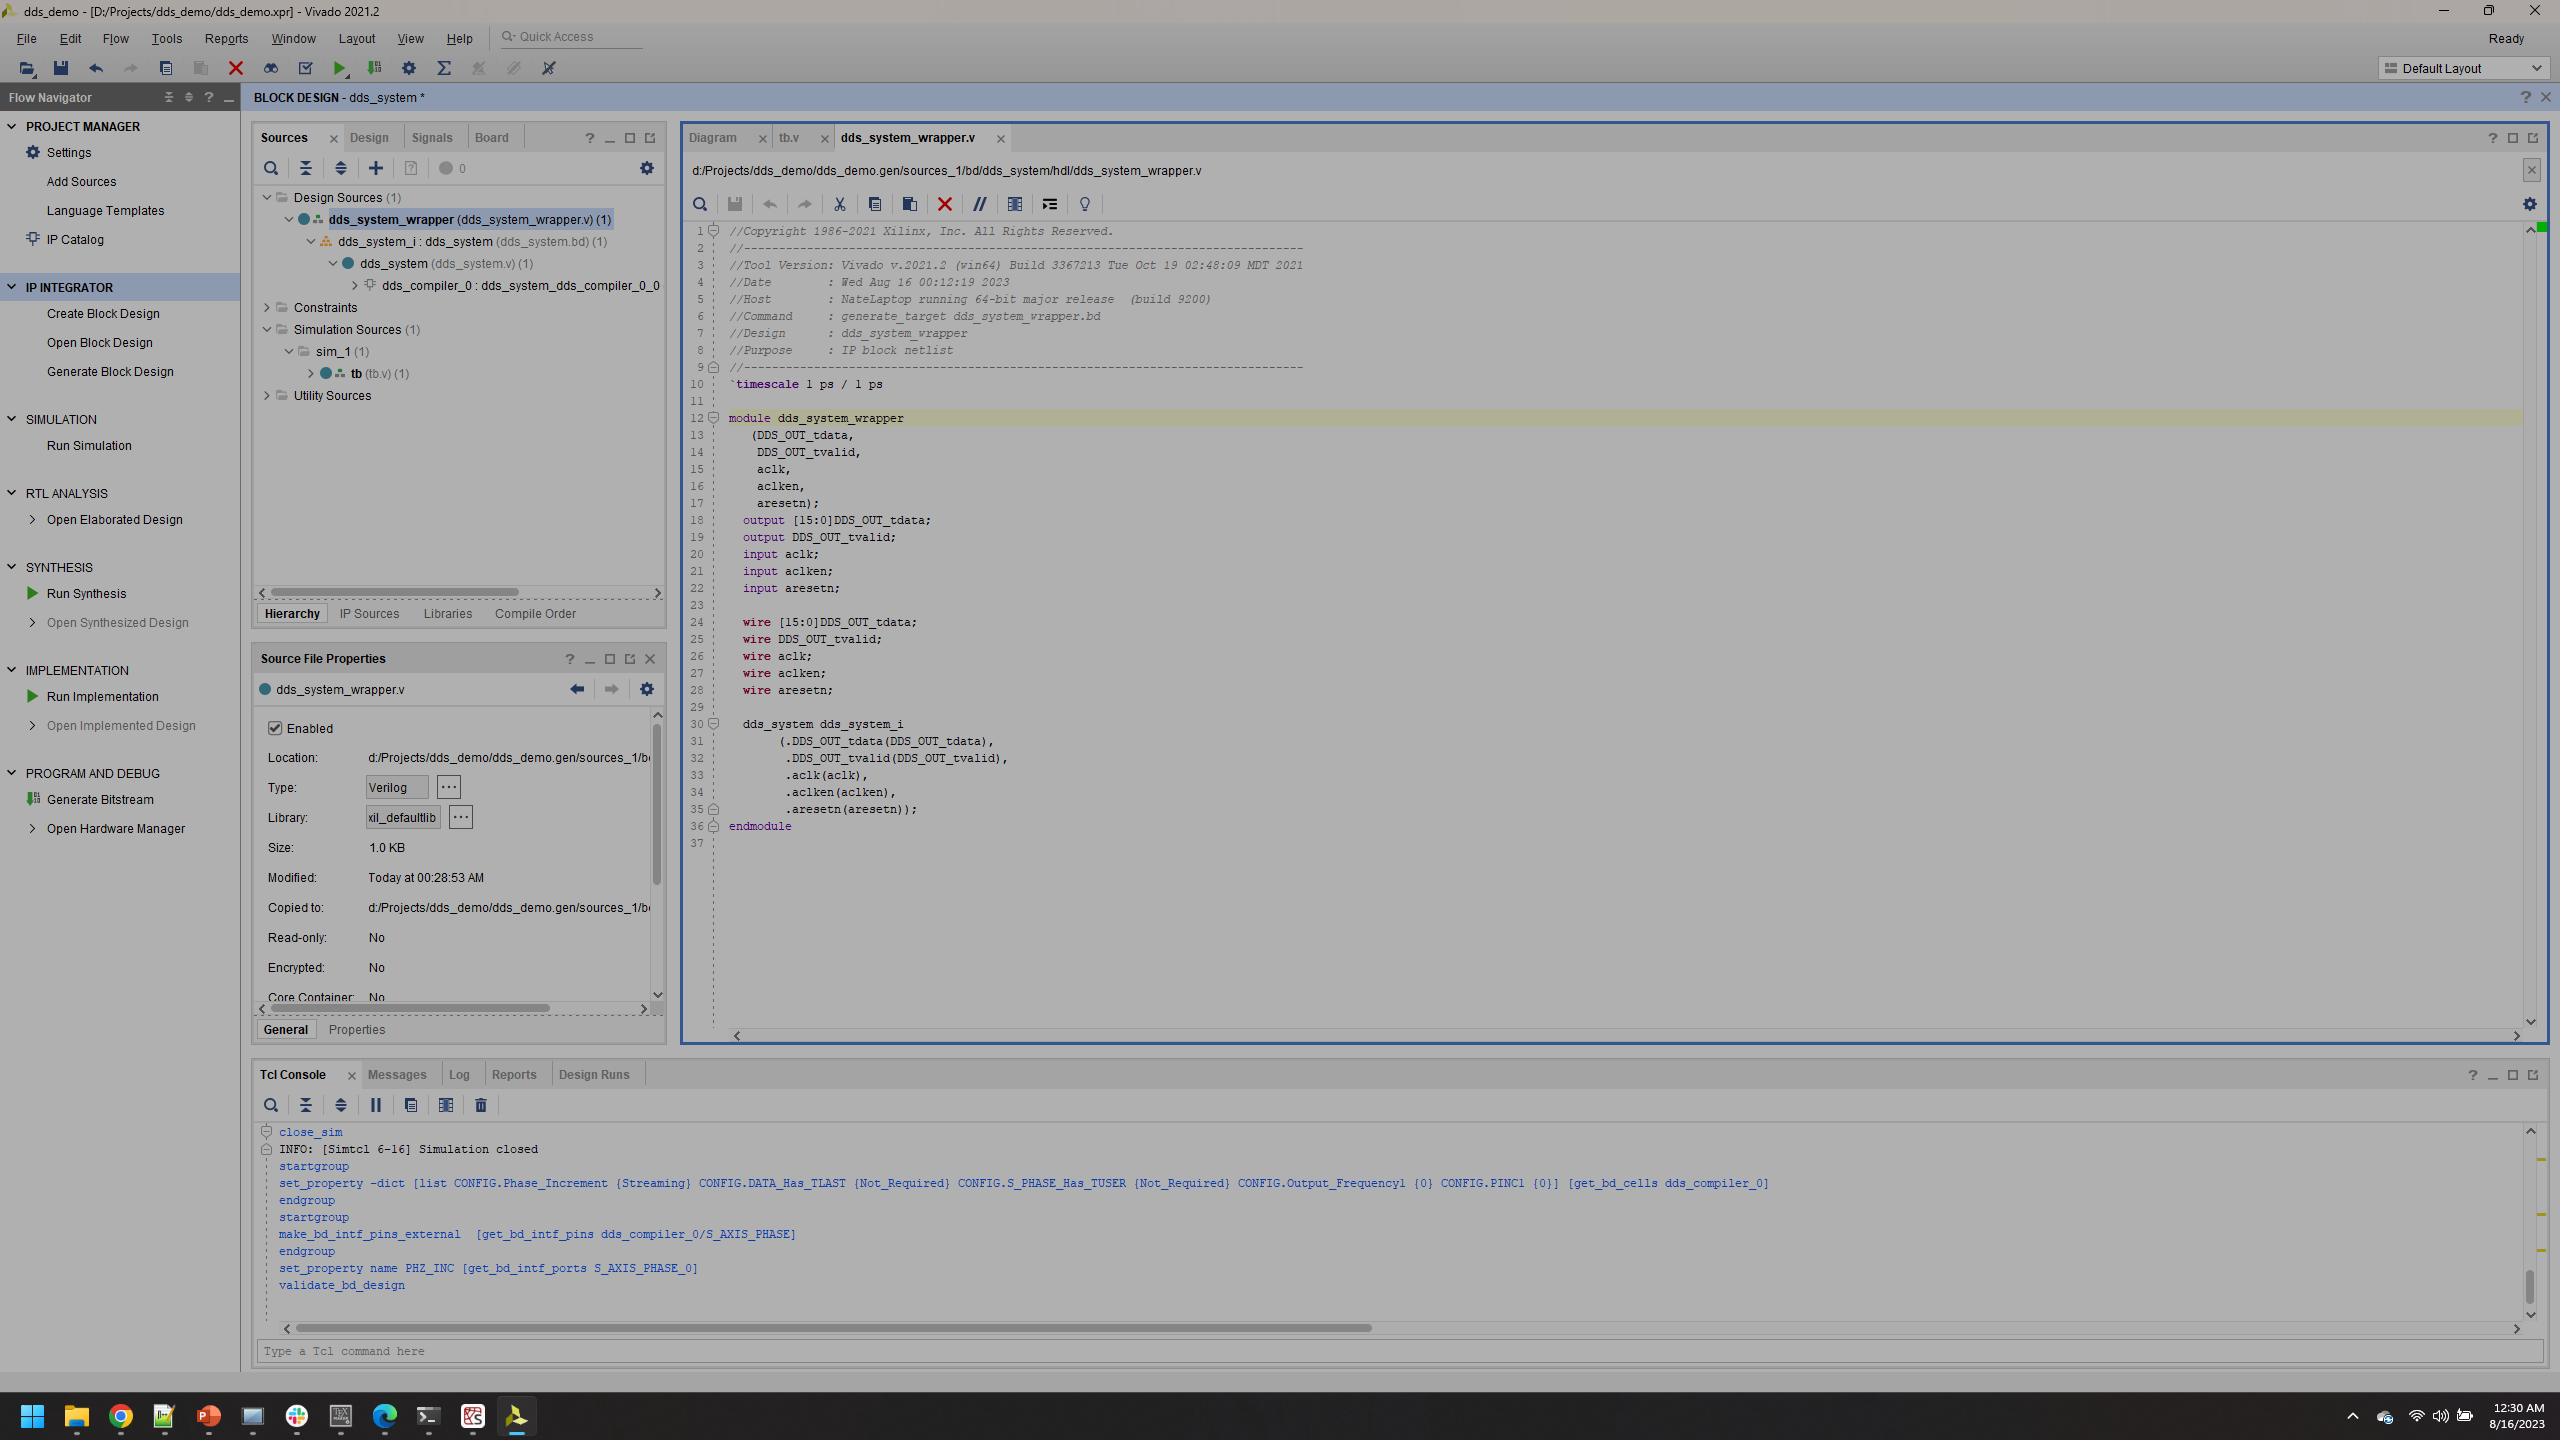 dds_demo - [D:/Projects/dds_demo/dds_demo.xpr] - Vivado 2021.2
File Edit Flow Tools Reports Window Layout View Help Quick Access
Ready
Default Layout
Flow Navigator
PROJECT MANAGER
Settings
Add Sources
Language Templates
IP Catalog
IP INTEGRATOR
Create Block Design
Open Block Design
Generate Block Design
SIMULATION
Run Simulation
RTL ANALYSIS
Open Elaborated Design
SYNTHESIS
Run Synthesis
Open Synthesized Design
IMPLEMENTATION
Run Implementation
Open Implemented Design
PROGRAM AND DEBUG
Generate Bitstream
Open Hardware Manager
BLOCK DESIGN - dds_system *
Sources Design Signals Board
0
Design Sources (1)
dds_system_wrapper (dds_system_wrapper.v) (1)
dds_system_i : dds_system (dds_system.bd) (1)
dds_system (dds_system.v) (1)
dds_compiler_0 : dds_system_dds_compiler_0_0
Constraints
Simulation Sources (1)
sim_1 (1)
tb (tb.v) (1)
Utility Sources
Hierarchy IP Sources Libraries Compile Order
Source File Properties
dds_system_wrapper.v
Enabled
Location: d:/Projects/dds_demo/dds_demo.gen/sources_1/b
Type: Verilog ...
Library: xil_defaultlib ...
Size: 1.0 KB
Modified: Today at 00:28:53 AM
Copied to: d:/Projects/dds_demo/dds_demo.gen/sources_1/b
Read-only: No
Encrypted: No
Core Container: No
General Properties
Diagram tb.v dds_system_wrapper.v
d:/Projects/dds_demo/dds_demo.gen/sources_1/bd/dds_system/hdl/dds_system_wrapper.v
1 //Copyright 1986-2021 Xilinx, Inc. All Rights Reserved.
2 //--------------------------------------------------------------------------------
3 //Tool Version: Vivado v.2021.2 (win64) Build 3367213 Tue Oct 19 02:48:09 MDT 2021
4 //Date        : Wed Aug 16 00:12:19 2023
5 //Host        : NateLaptop running 64-bit major release  (build 9200)
6 //Command     : generate_target dds_system_wrapper.bd
7 //Design      : dds_system_wrapper
8 //Purpose     : IP block netlist
9 //--------------------------------------------------------------------------------
10 `timescale 1 ps / 1 ps
11
12 module dds_system_wrapper
13    (DDS_OUT_tdata,
14     DDS_OUT_tvalid,
15     aclk,
16     aclken,
17     aresetn);
18   output [15:0]DDS_OUT_tdata;
19   output DDS_OUT_tvalid;
20   input aclk;
21   input aclken;
22   input aresetn;
23
24   wire [15:0]DDS_OUT_tdata;
25   wire DDS_OUT_tvalid;
26   wire aclk;
27   wire aclken;
28   wire aresetn;
29
30   dds_system dds_system_i
31        (.DDS_OUT_tdata(DDS_OUT_tdata),
32         .DDS_OUT_tvalid(DDS_OUT_tvalid),
33         .aclk(aclk),
34         .aclken(aclken),
35         .aresetn(aresetn));
36 endmodule
37
Tcl Console Messages Log Reports Design Runs
close_sim
INFO: [Simtcl 6-16] Simulation closed
startgroup
set_property -dict [list CONFIG.Phase_Increment {Streaming} CONFIG.DATA_Has_TLAST {Not_Required} CONFIG.S_PHASE_Has_TUSER {Not_Required} CONFIG.Output_Frequency1 {0} CONFIG.PINC1 {0}] [get_bd_cells dds_compiler_0]
endgroup
startgroup
make_bd_intf_pins_external  [get_bd_intf_pins dds_compiler_0/S_AXIS_PHASE]
endgroup
set_property name PHZ_INC [get_bd_intf_ports S_AXIS_PHASE_0]
validate_bd_design
Type a Tcl command here
12:30 AM
8/16/2023